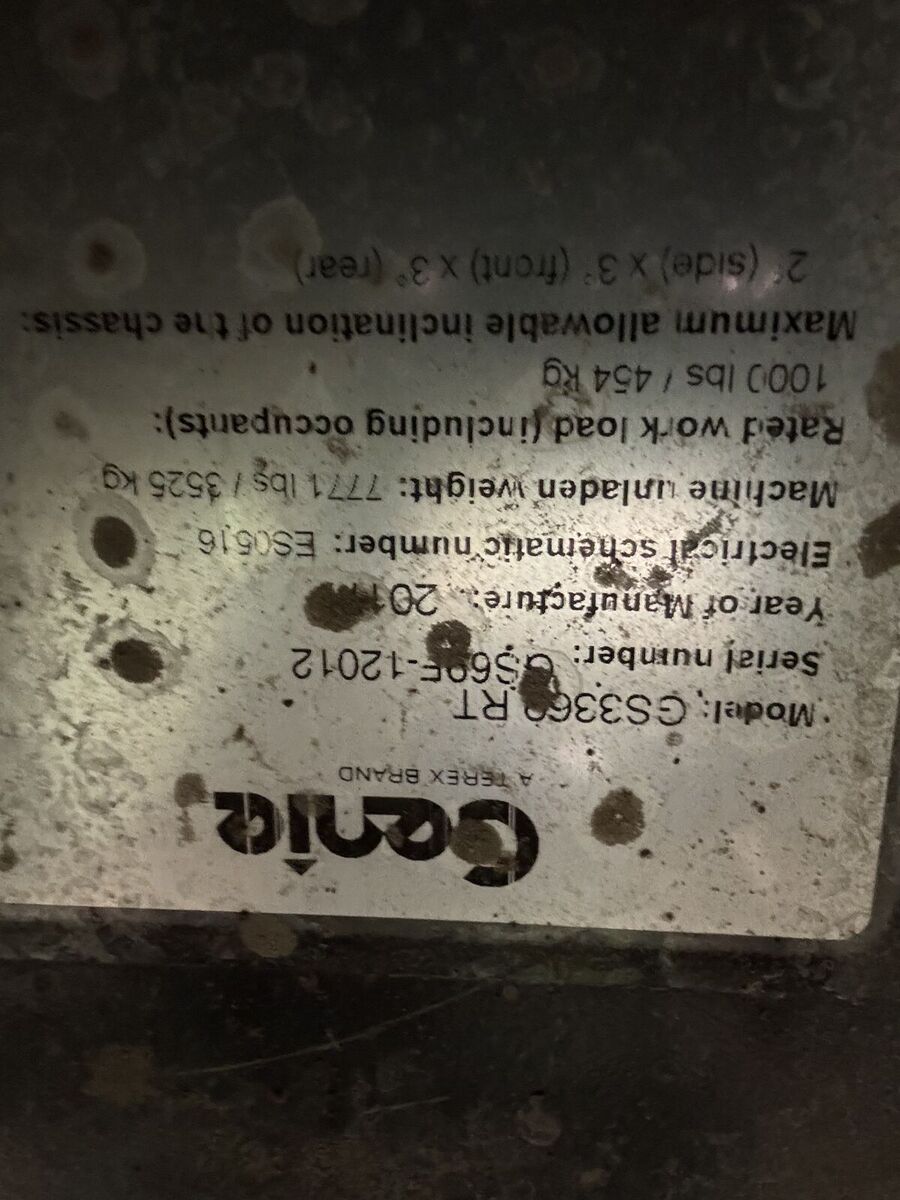 Genie
A TEREX BRAND
Model: GS3369 RT
Serial number: GS69F-12012
Year of Manufacture:
Electrical schematic number: ES0516
Machine unladen weight: 7771 lbs / 3525 kg
Rated work load (including occupants):
1000 lbs / 454 kg
Maximum allowable inclination of the chassis:
2° (side) x 3° (front) x 3° (rear)